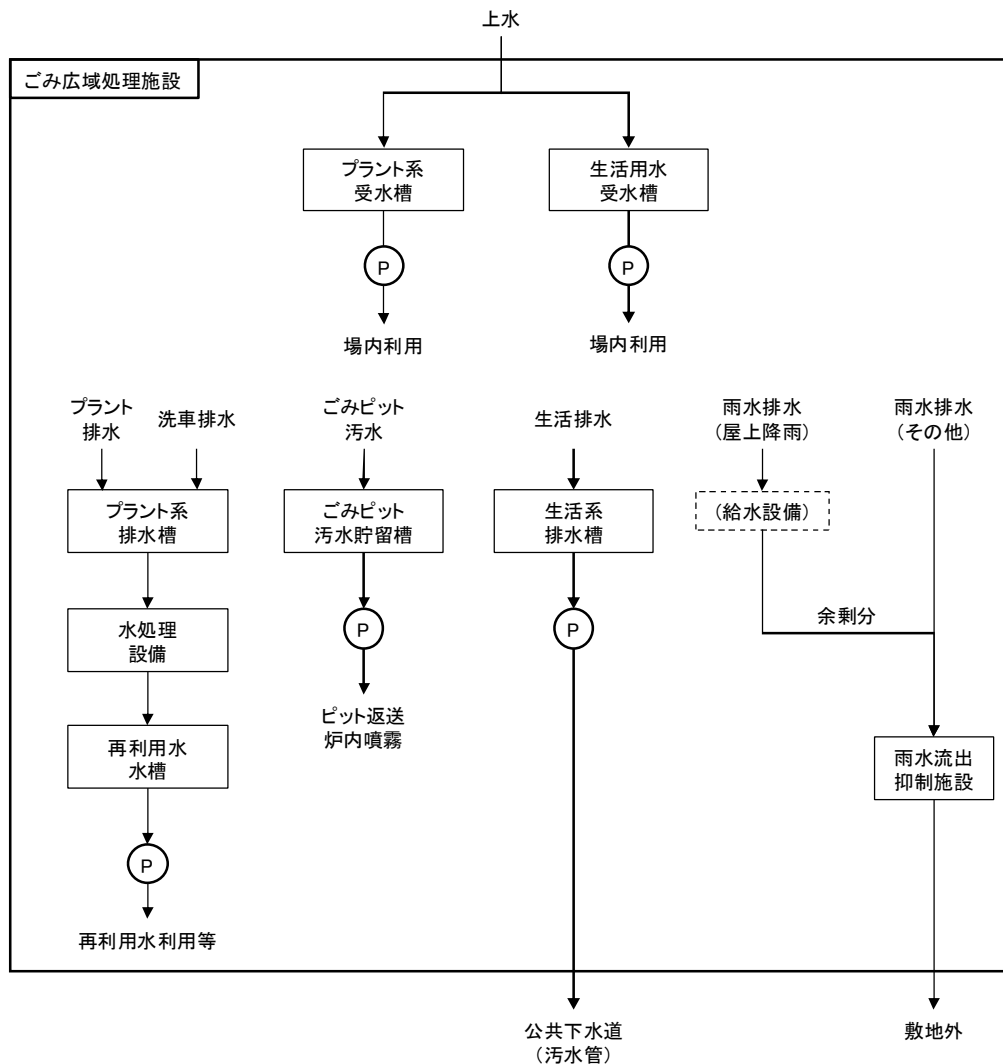 上水
ごみ広域処理施設
プラント系
受水槽
生活用水
受水槽
P
P
場内利用
場内利用
プラント
排水
洗車排水
ごみピット
汚水
生活排水
雨水排水
（屋上降雨）
雨水排水
（その他）
プラント系
排水槽
ごみピット
汚水貯留槽
生活系
排水槽
（給水設備）
水処理
設備
P
P
余剰分
ピット返送
炉内噴霧
再利用水
水槽
雨水流出
抑制施設
P
再利用水利用等
公共下水道
（汚水管）
敷地外